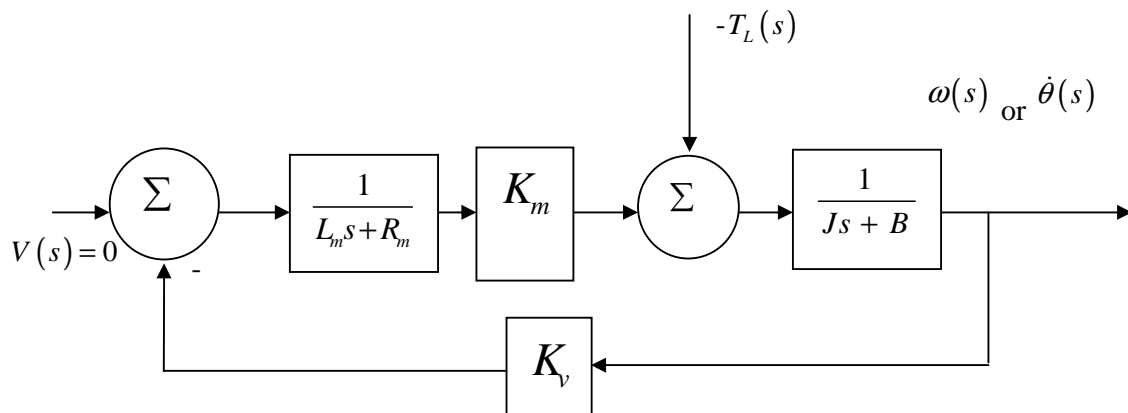 -T_L(s)
ω(s) or θ̇(s)
Σ
1
L_m s+R_m
K_m
Σ
1
Js + B
V(s)=0
-
K_v